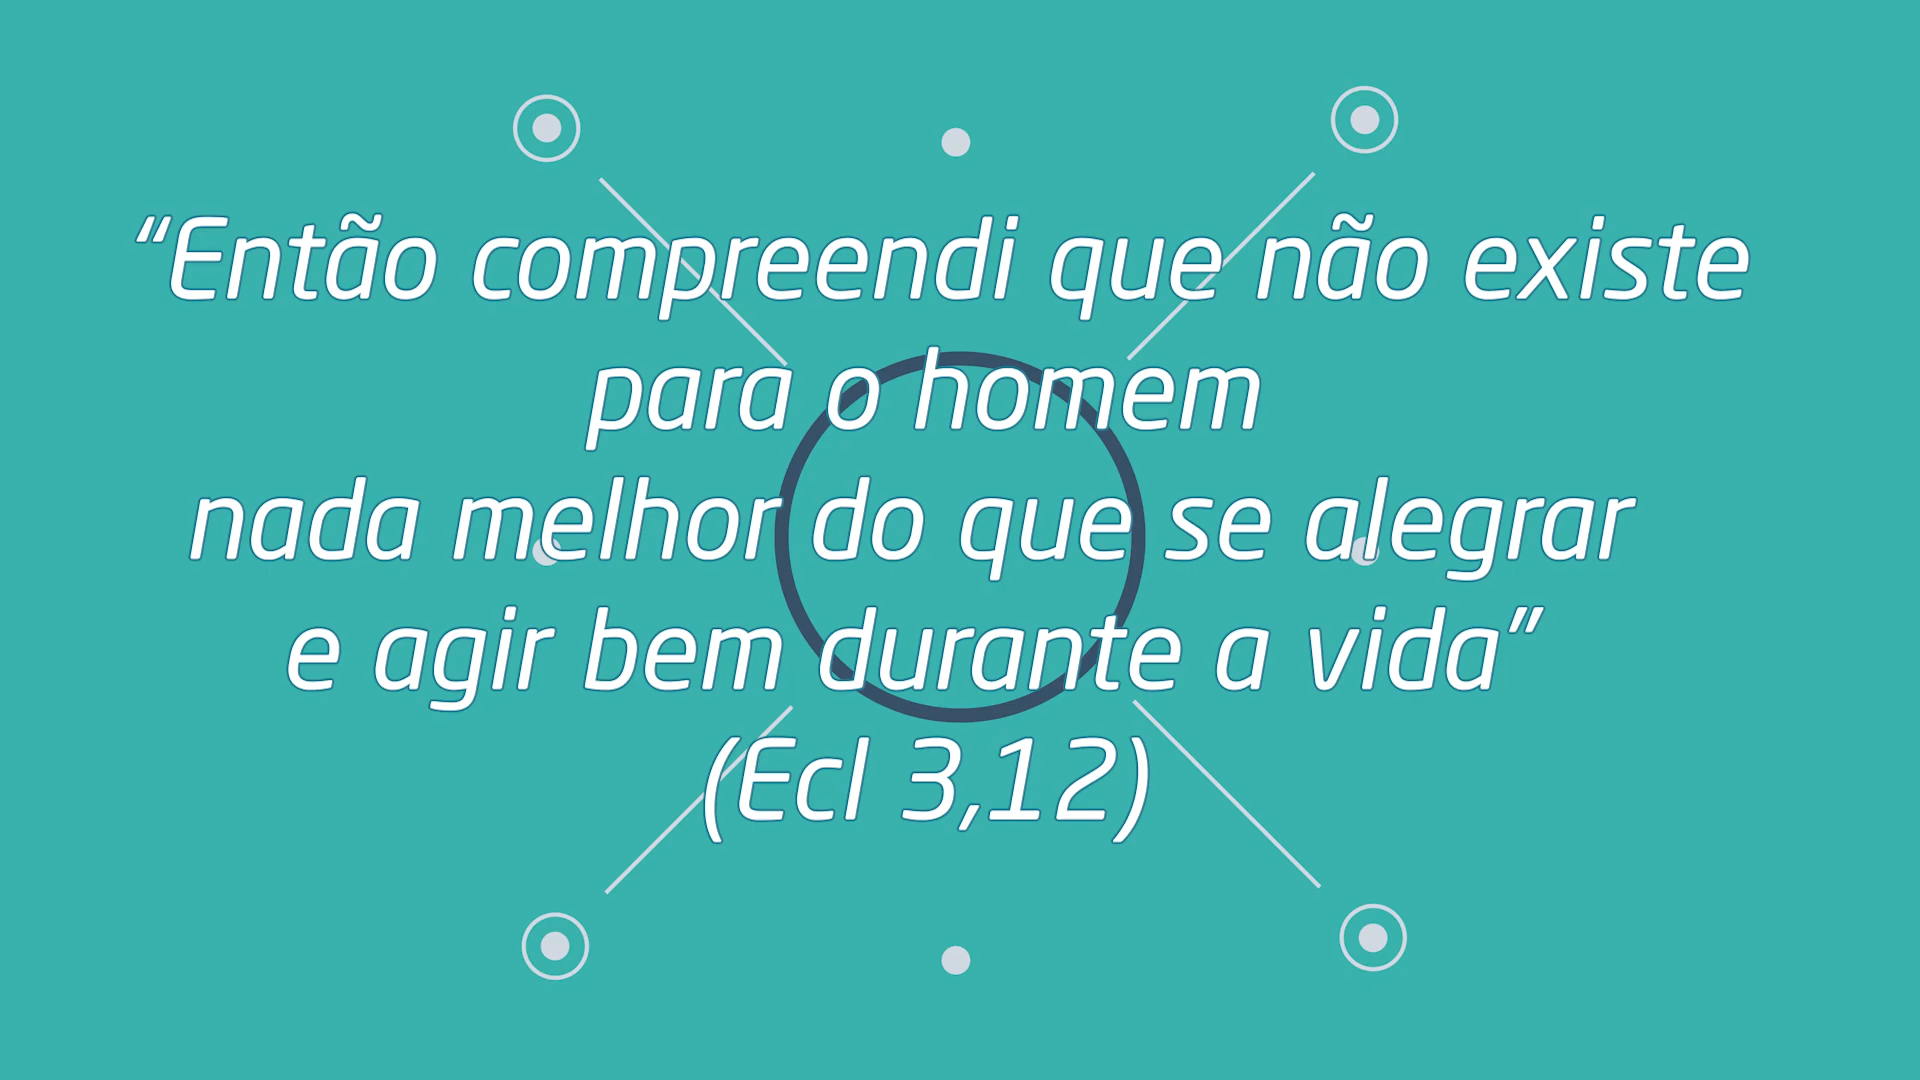 “Então compreendi que não existe
para o homem
nada melhor do que se alegrar
e agir bem durante a vida”
(Ecl 3,12)